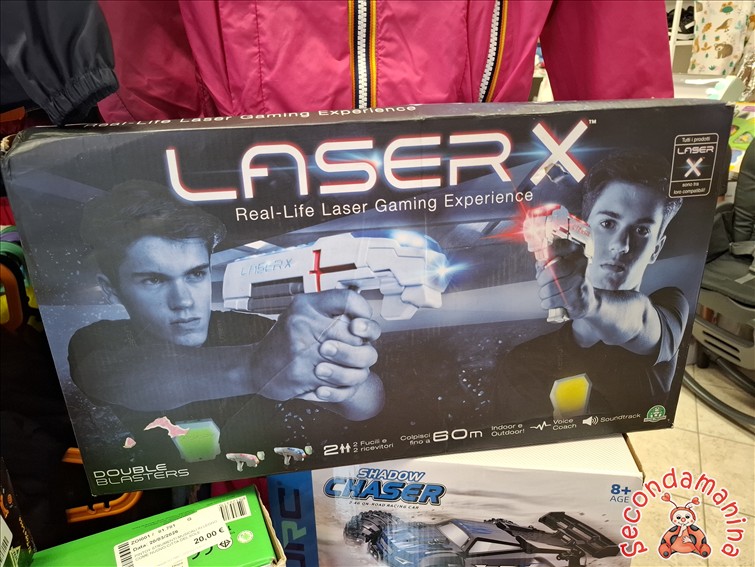 Real-Life Laser Gaming Experience
LASER X™
Real-Life Laser Gaming Experience
Tutti i prodotti
LASER
X
sono tra
loro compatibili!
LASER X
DOUBLE
BLASTERS
2 2 Fucili e
2 ricevitori
Colpisci
fino a 60m
Indoor e
Outdoor!
Voice
Coach
Soundtrack
SHADOW
CHASER
8+
AGE
RC
20.00 €
secondamanina